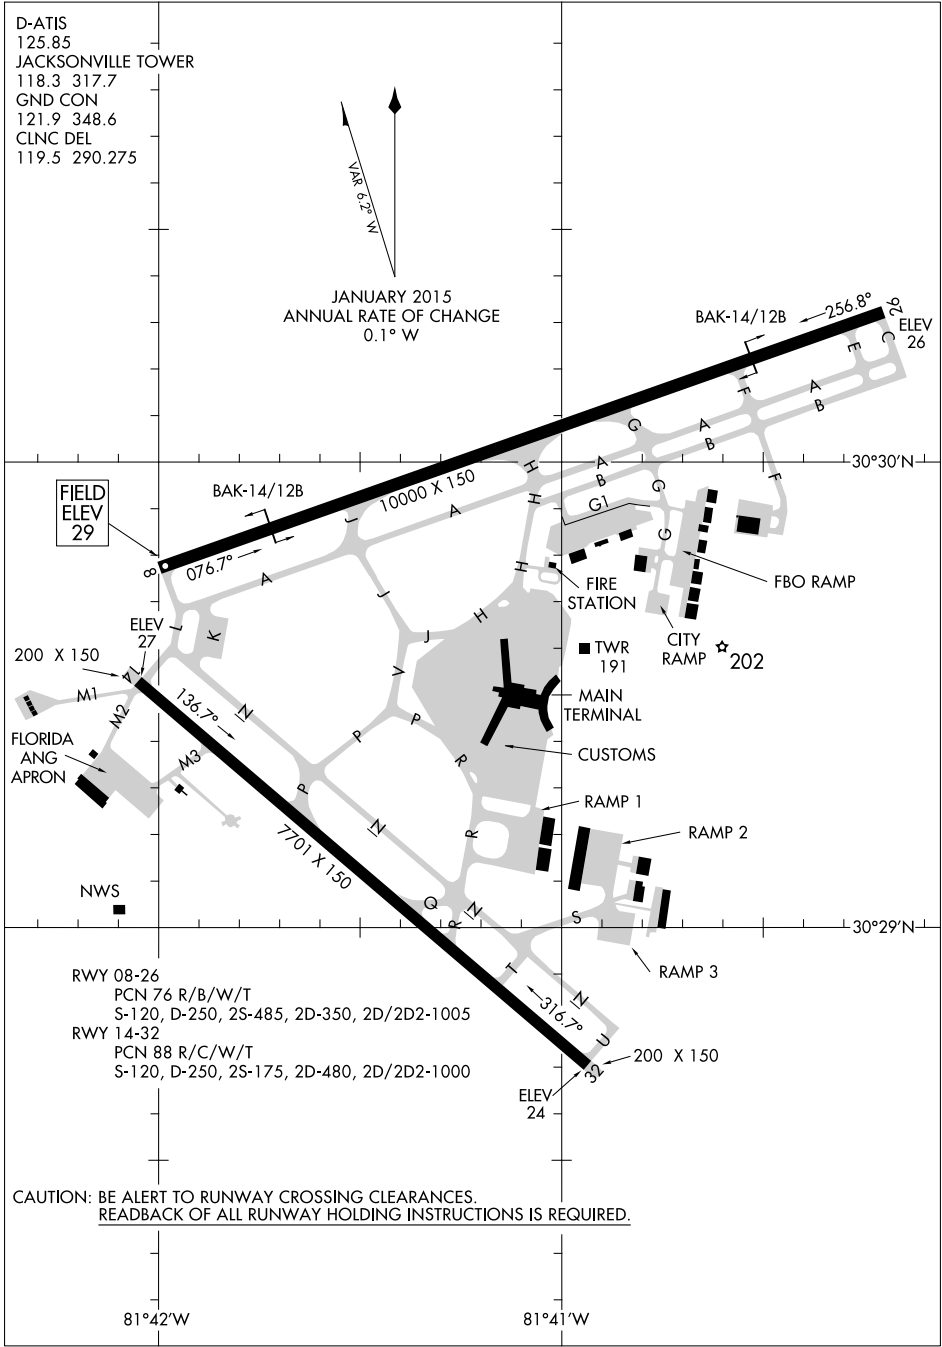 D-ATIS
125.85
JACKSONVILLE TOWER
118.3 317.7
GND CON
121.9 348.6
CLNC DEL
119.5 290.275
VAR 6.2° W
JANUARY 2015
ANNUAL RATE OF CHANGE
0.1° W
BAK-14/12B
256.8°
26
ELEV
26
C
E
F
A
B
G
A
B
F
H
A
B
30°30'N
FIELD
ELEV
29
BAK-14/12B
10000 X 150
J
A
H
G1
G
G
8
076.7°
A
H
FIRE
STATION
FBO RAMP
J
H
ELEV
27
L
K
J
TWR
191
CITY
RAMP
202
200 X 150
14
V
M1
136.7°
MAIN
TERMINAL
M2
N
P
P
FLORIDA
ANG
APRON
M3
R
CUSTOMS
P
RAMP 1
7701 X 150
N
R
RAMP 2
NWS
Q
R
N
S
30°29'N
T
RAMP 3
RWY 08-26
PCN 76 R/B/W/T
S-120, D-250, 2S-485, 2D-350, 2D/2D2-1005
RWY 14-32
PCN 88 R/C/W/T
S-120, D-250, 2S-175, 2D-480, 2D/2D2-1000
316.7°
N
U
200 X 150
32
ELEV
24
CAUTION: BE ALERT TO RUNWAY CROSSING CLEARANCES.
READBACK OF ALL RUNWAY HOLDING INSTRUCTIONS IS REQUIRED.
81°42'W
81°41'W